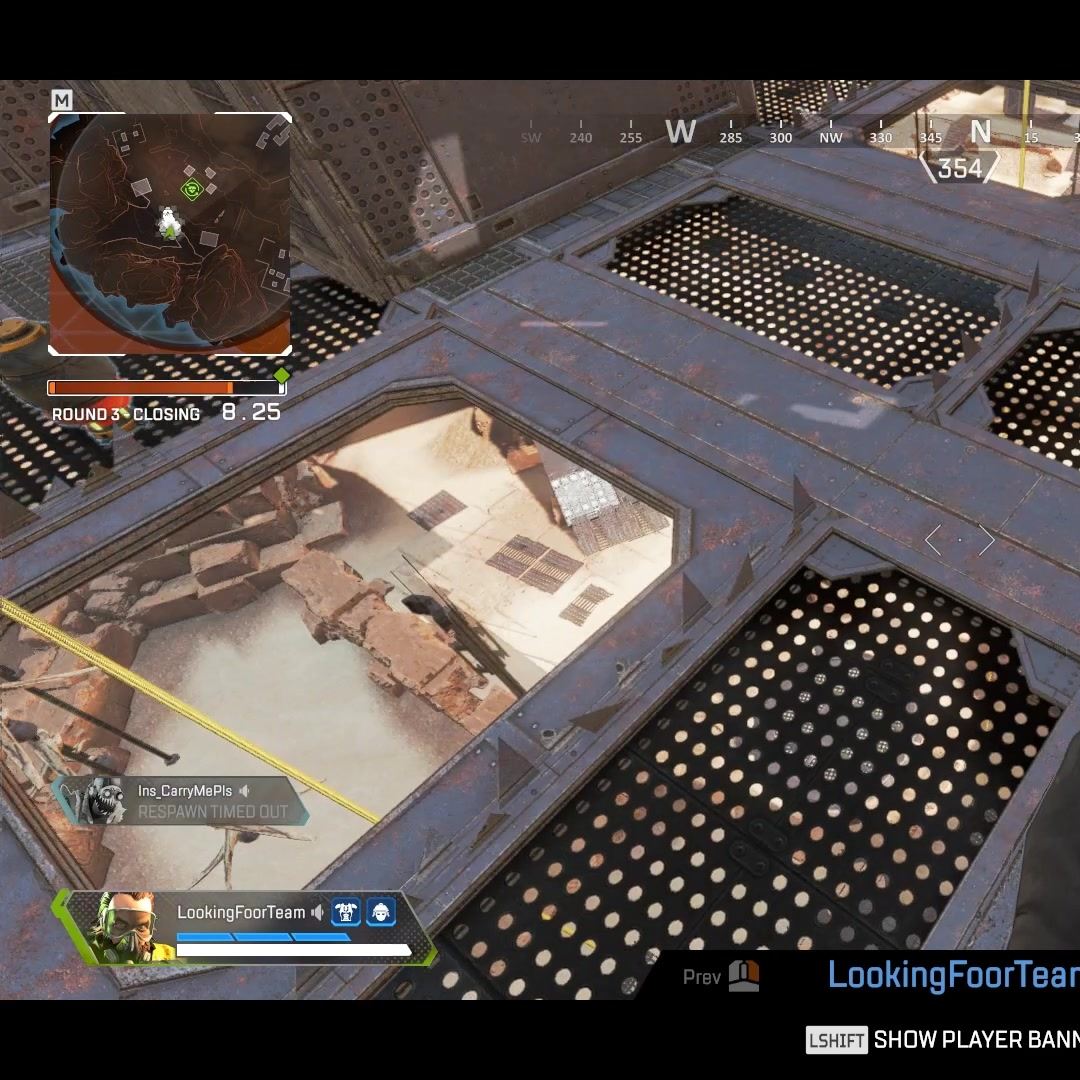 M
SW 240 255 W 285 300 NW 330 345 N 15
354
ROUND 3 - CLOSING 8.25
Ins_CarryMePls
RESPAWN TIMED OUT
LookingFoorTeam
Prev LookingFoorTeam
LSHIFT SHOW PLAYER BANN